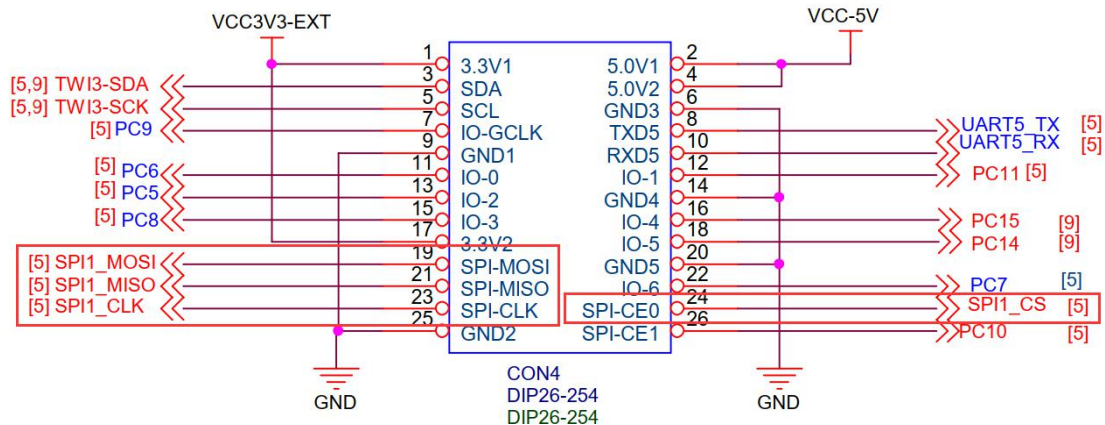 VCC3V3-EXT VCC-5V
1 3.3V1 5.0V1 2
[5,9] TWI3-SDA 3 SDA 5.0V2 4
[5,9] TWI3-SCK 5 SCL GND3 6
[5] PC9 7 IO-GCLK TXD5 8 UART5_TX [5]
9 GND1 RXD5 10 UART5_RX [5]
[5] PC6 11 IO-0 IO-1 12 PC11 [5]
[5] PC5 13 IO-2 GND4 14
[5] PC8 15 IO-3 IO-4 16 PC15 [9]
17 3.3V2 IO-5 18 PC14 [9]
[5] SPI1_MOSI 19 SPI-MOSI GND5 20
[5] SPI1_MISO 21 SPI-MISO IO-6 22 PC7 [5]
[5] SPI1_CLK 23 SPI-CLK SPI-CE0 24 SPI1_CS [5]
25 GND2 SPI-CE1 26 PC10 [5]
GND GND
CON4
DIP26-254
DIP26-254